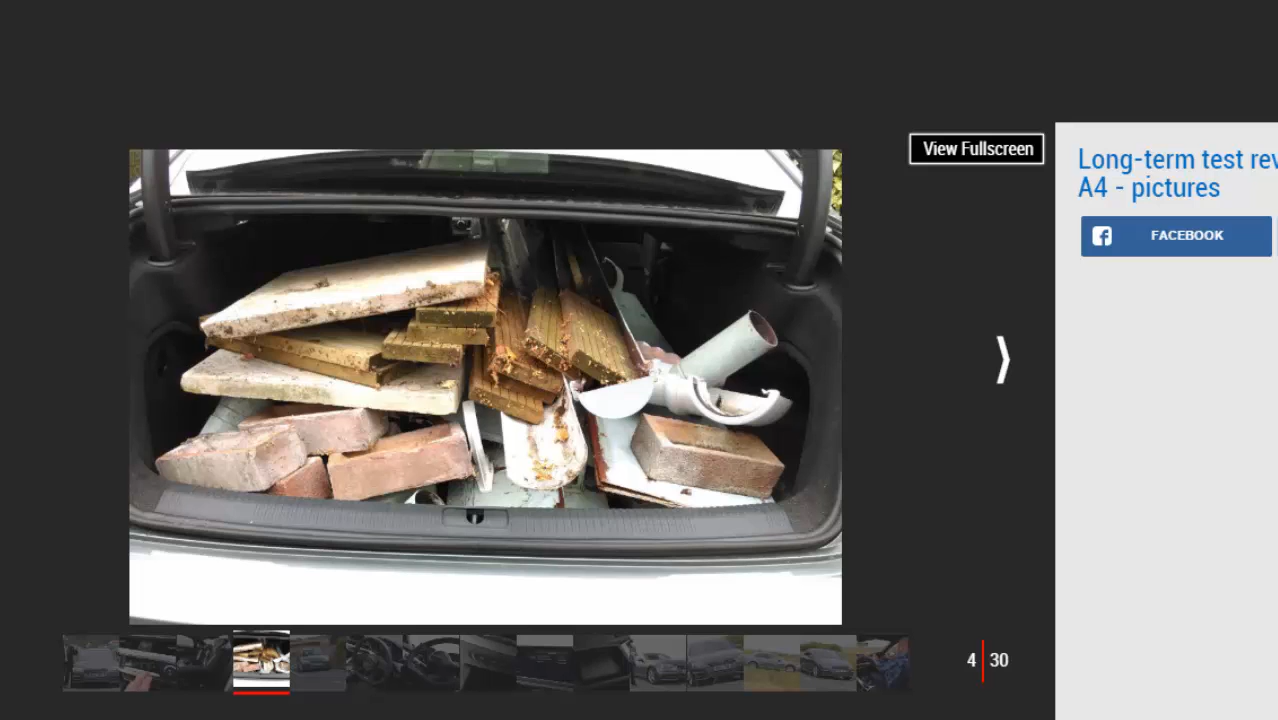 View Fullscreen
Long-term test rev
A4 - pictures
FACEBOOK
4 30